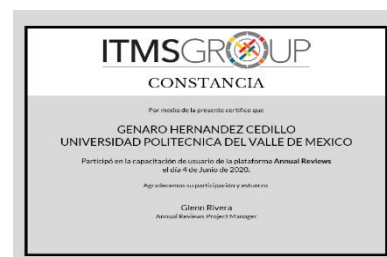 ITMSGROUP
CONSTANCIA
Por medio de la presente certifico que
GENARO HERNANDEZ CEDILLO
UNIVERSIDAD POLITECNICA DEL VALLE DE MEXICO
Participó en la capacitación de usuario de la plataforma Annual Reviews
el día 4 de Junio de 2020.
Agradecemos su participación y esfuerzo
Glenn Rivera
Annual Reviews Project Manager